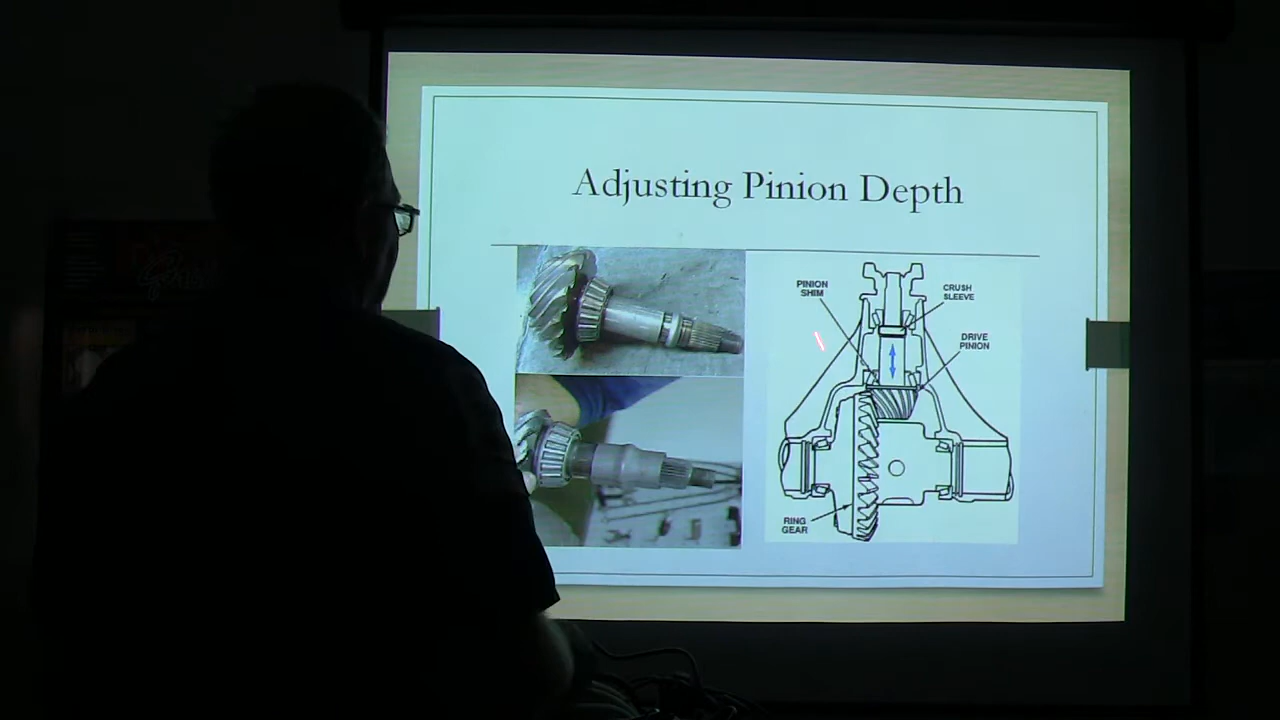 Adjusting Pinion Depth
PINION
SHIM
CRUSH
SLEEVE
DRIVE
PINION
RING
GEAR